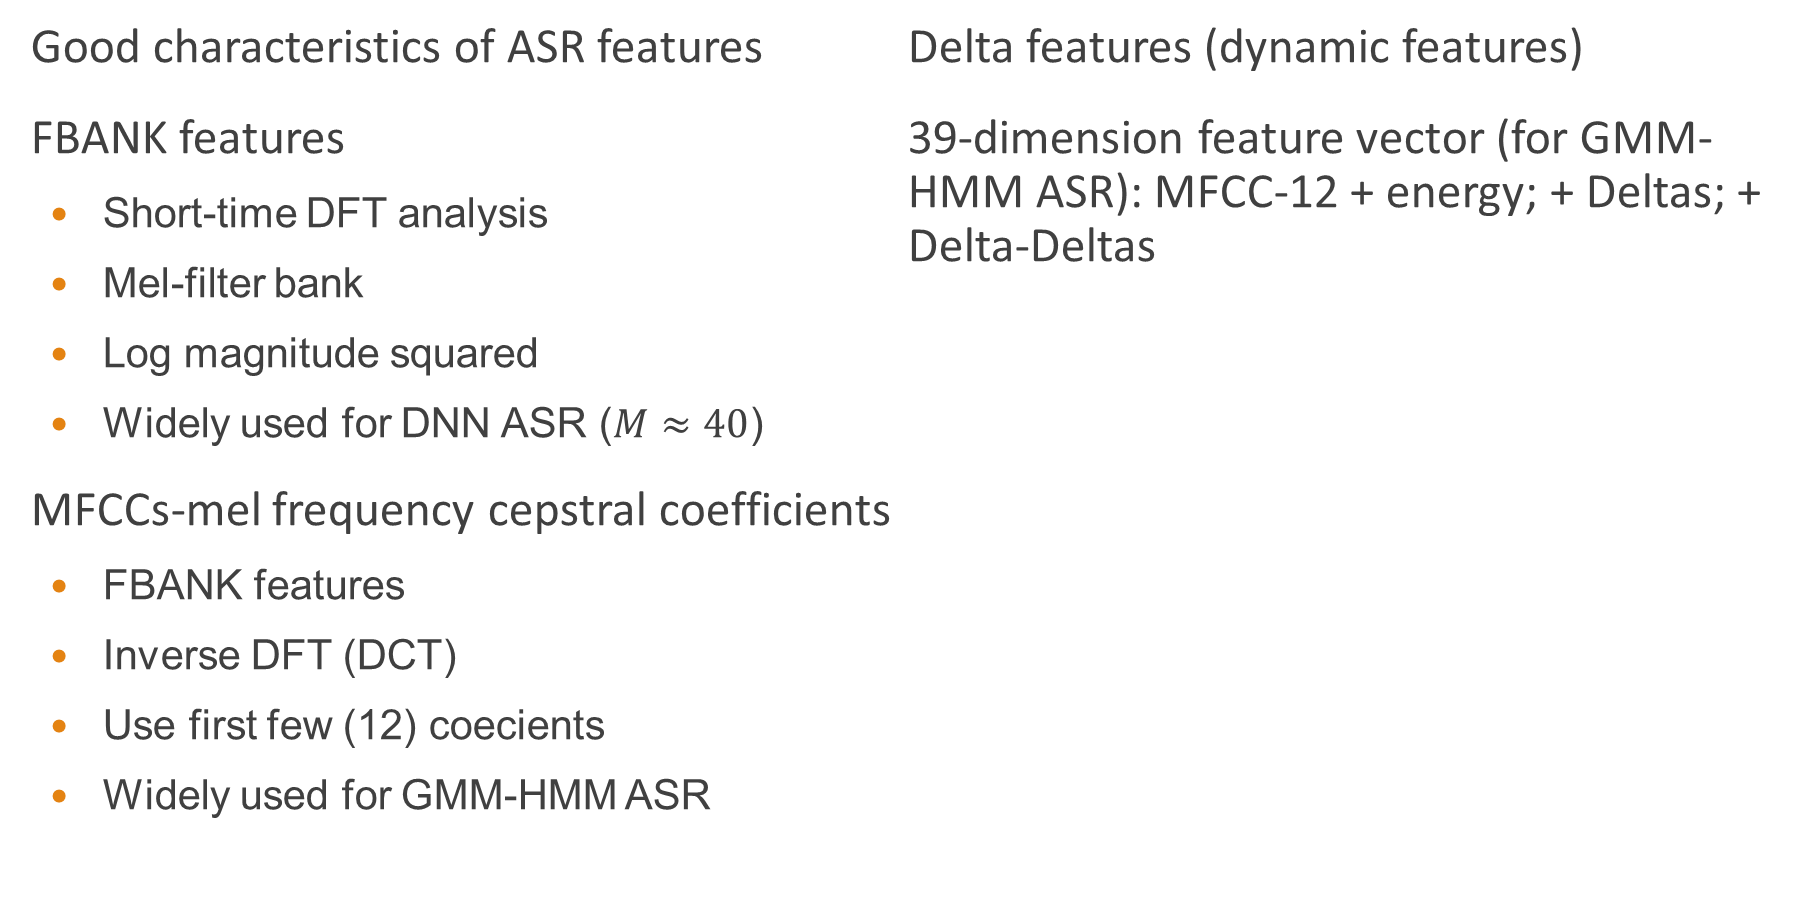 Good characteristics of ASR features
FBANK features
• Short-time DFT analysis
• Mel-filter bank
• Log magnitude squared
• Widely used for DNN ASR (𝑀 ≈ 40)
MFCCs-mel frequency cepstral coefficients
• FBANK features
• Inverse DFT (DCT)
• Use first few (12) coecients
• Widely used for GMM-HMM ASR
Delta features (dynamic features)
39-dimension feature vector (for GMM-
HMM ASR): MFCC-12 + energy; + Deltas; +
Delta-Deltas